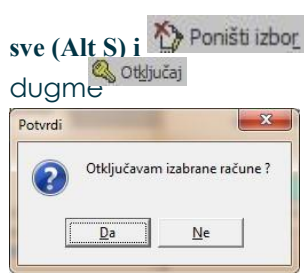 sve (Alt S) i Poništi izbor
dugme Otključaj
Potvrdi
Otključavam izabrane račune ?
Da Ne